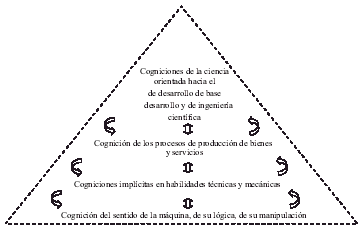 Cogniciones de la ciencia
orientada hacia el
de desarrollo de base
desarrollo y de ingeniería
científica
Cognición de los procesos de producción de bienes
y servicios
Cogniciones implícitas en habilidades técnicas y mecánicas
Cognición del sentido de la máquina, de su lógica, de su manipulación